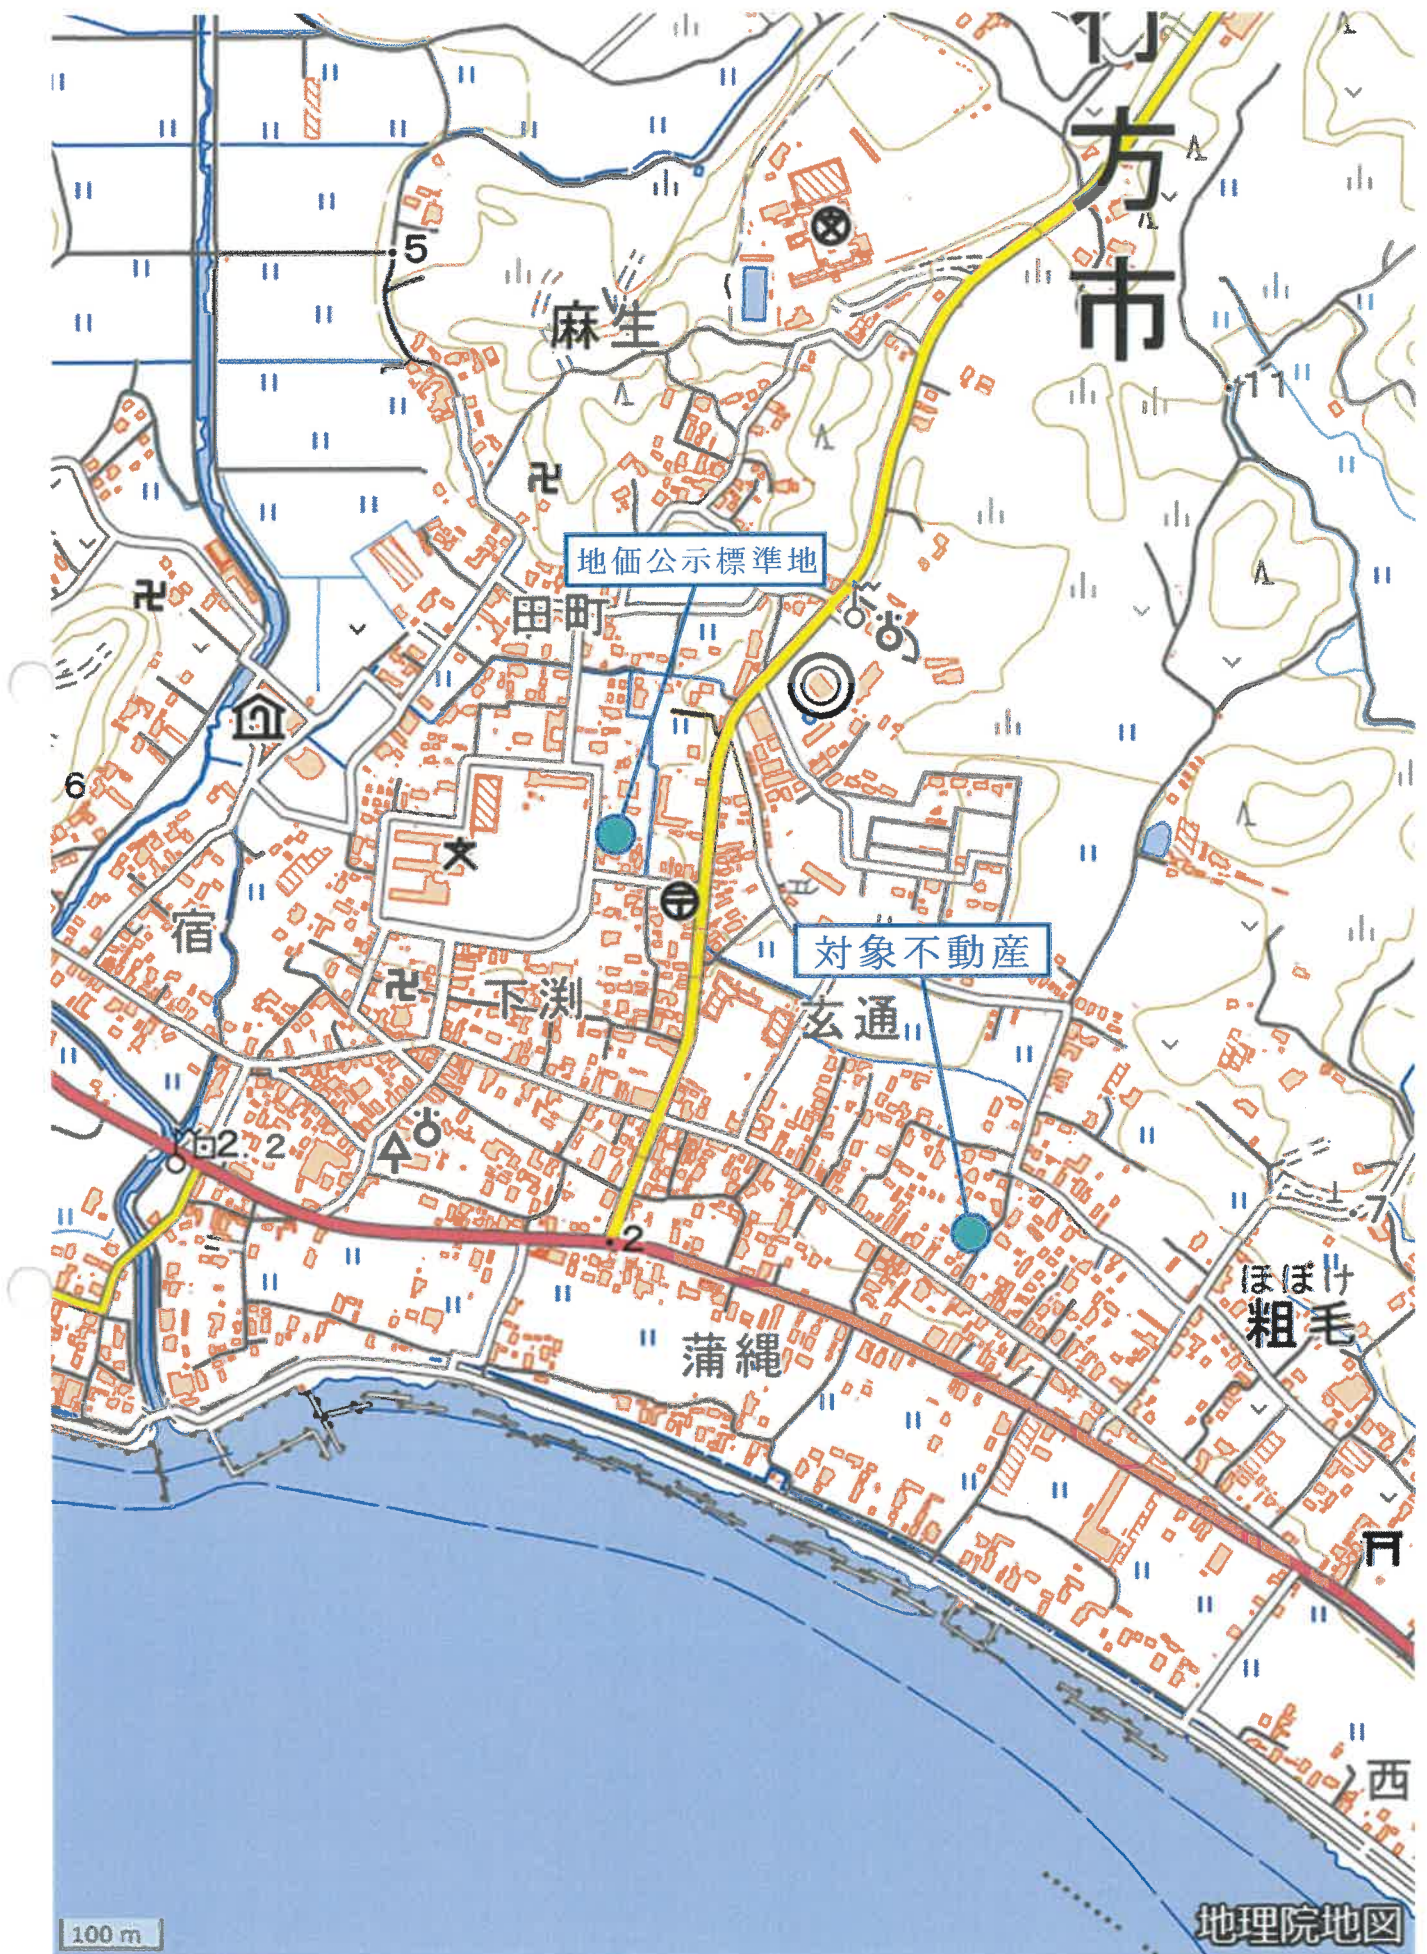 行
方
市
5
麻生
11
地価公示標準地
田町
6
宿
対象不動産
下渊
玄通
2.2
7
2
ほぼけ
粗毛
蒲縄
西
100 m
地理院地図